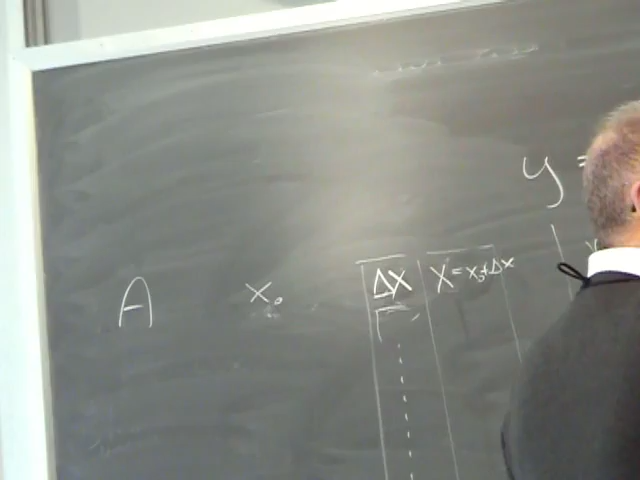 y =
A x₀ Δx x = x₀ + Δx